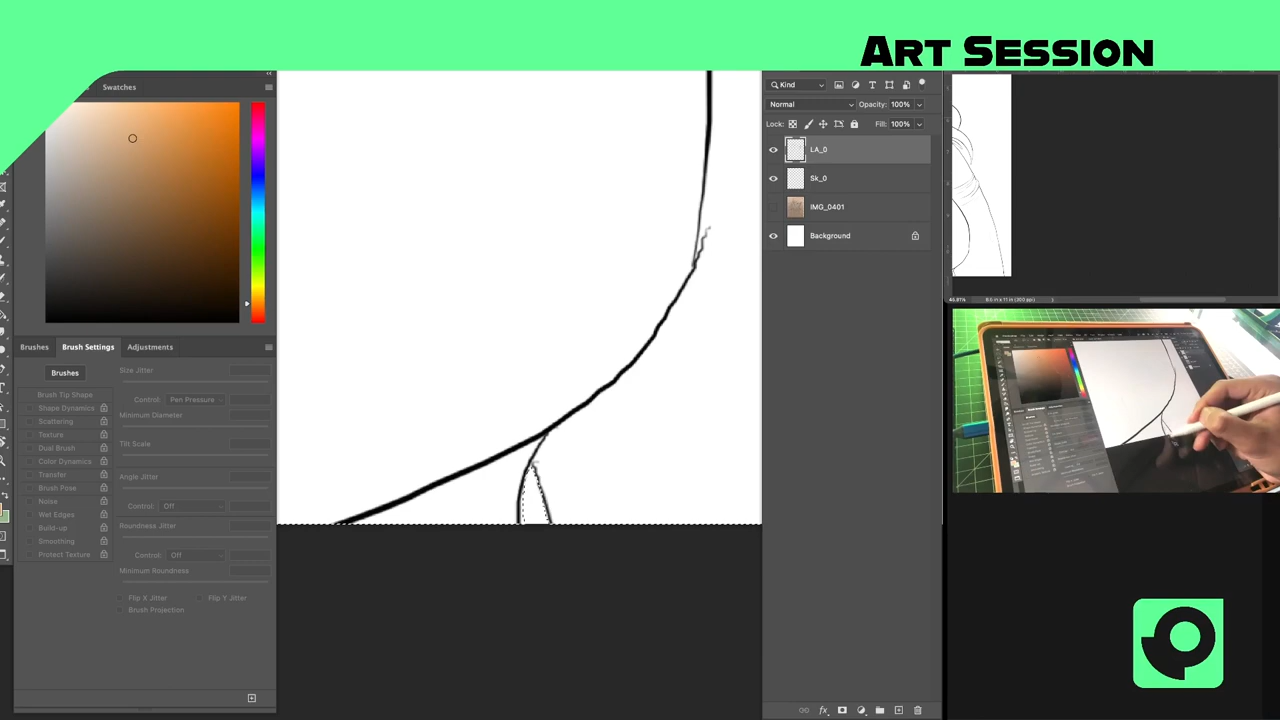 Art Session
Swatches
Kind
Normal
Opacity: 100%
Lock:
Fill: 100%
LA_0
Sk_0
IMG_0401
Background
Brushes
Brush Settings
Adjustments
Brushes
Size Jitter
Brush Tip Shape
Control: Pen Pressure
Shape Dynamics
Minimum Diameter
Scattering
Texture
Tilt Scale
Dual Brush
Color Dynamics
Transfer
Angle Jitter
Brush Pose
Noise
Control: Off
Wet Edges
Roundness Jitter
Build-up
Smoothing
Control: Off
Protect Texture
Minimum Roundness
Flip X Jitter
Flip Y Jitter
Brush Projection
fx